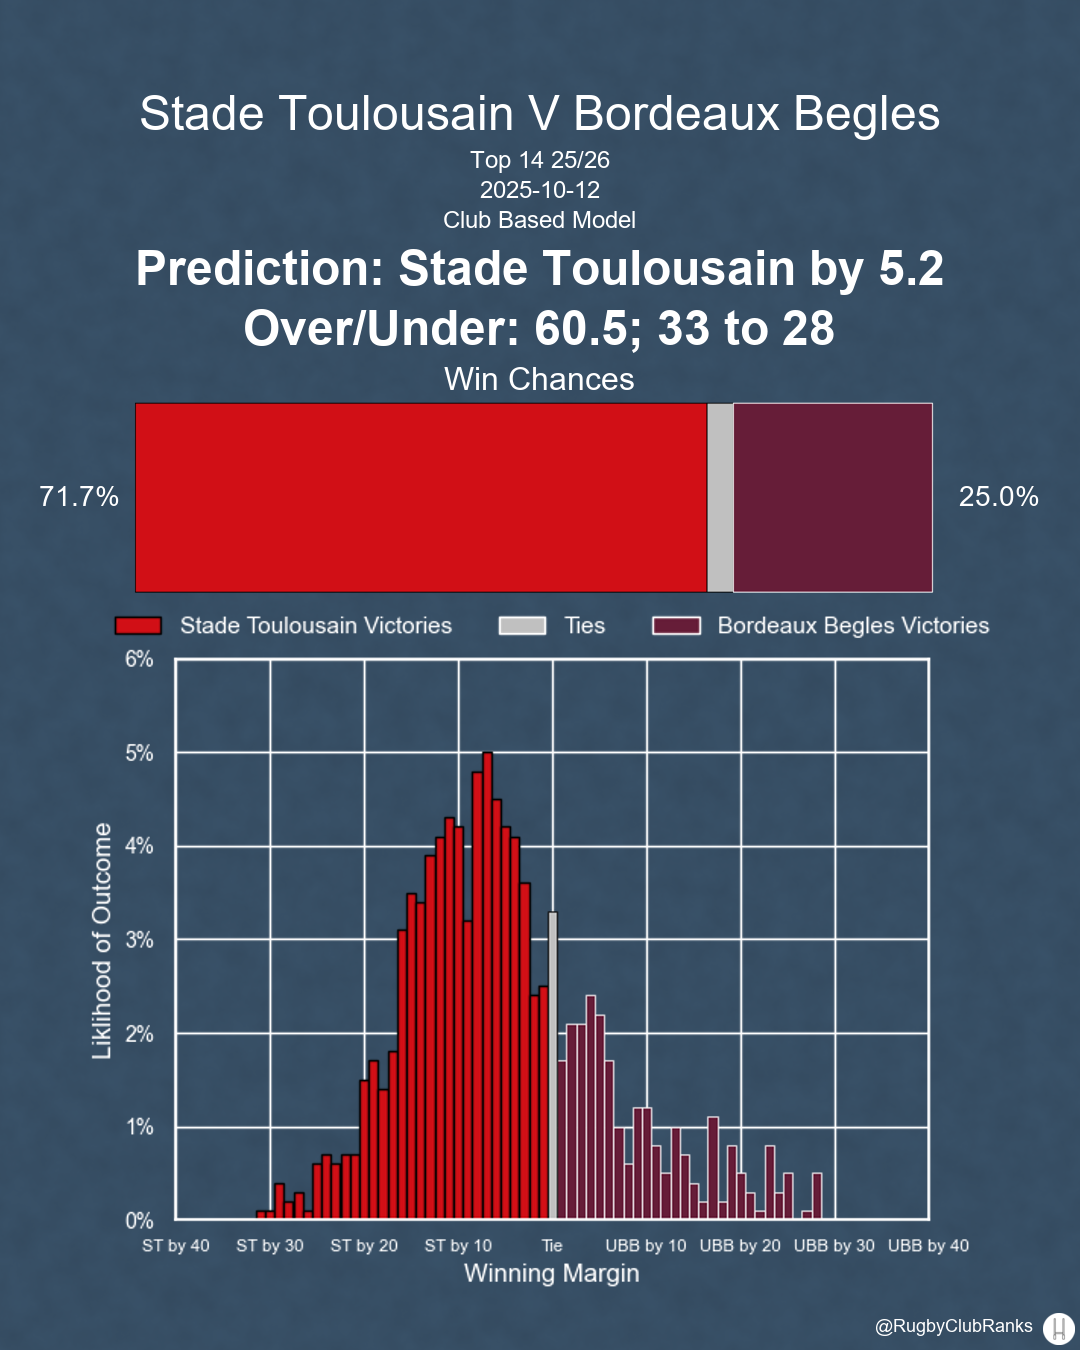 Stade Toulousain V Bordeaux Begles
Top 14 25/26
2025-10-12
Club Based Model
Prediction: Stade Toulousain by 5.2
Over/Under: 60.5; 33 to 28
Win Chances
71.7%
25.0%
Stade Toulousain Victories
Ties
Bordeaux Begles Victories
6%
5%
4%
3%
2%
1%
0%
Liklihood of Outcome
ST by 40
ST by 30
ST by 20
ST by 10
Tie
UBB by 10
UBB by 20
UBB by 30
UBB by 40
Winning Margin
@RugbyClubRanks